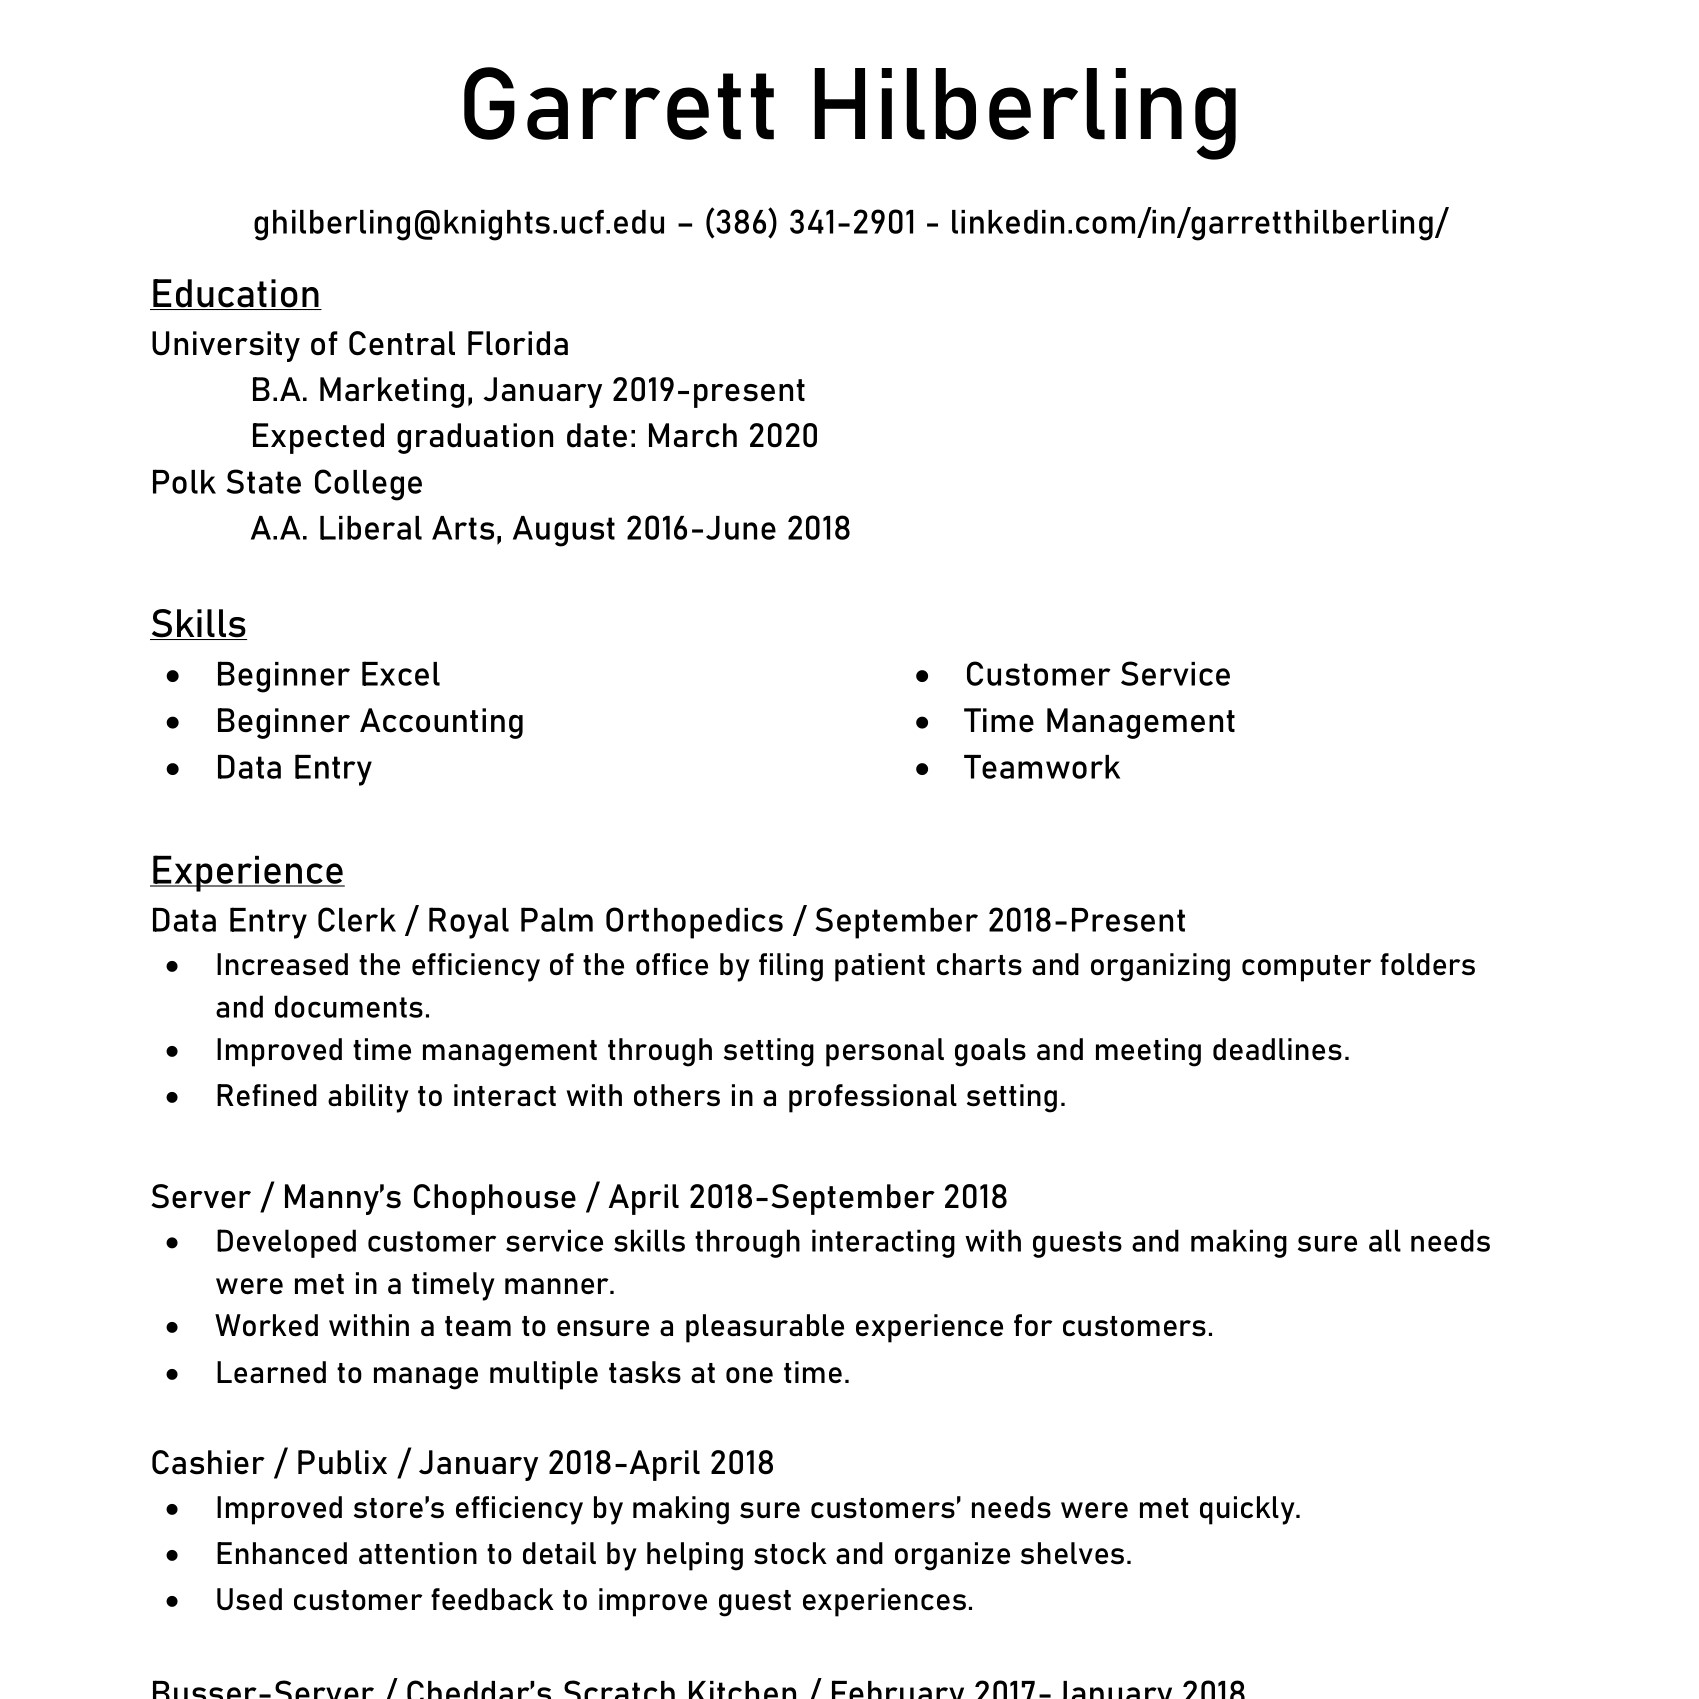 Garrett Hilberling
ghilberling@knights.ucf.edu – (386) 341-2901 - linkedin.com/in/garretthilberling/
Education
University of Central Florida
B.A. Marketing, January 2019-present
Expected graduation date: March 2020
Polk State College
A.A. Liberal Arts, August 2016-June 2018
Skills
• Beginner Excel
• Beginner Accounting
• Data Entry
• Customer Service
• Time Management
• Teamwork
Experience
Data Entry Clerk / Royal Palm Orthopedics / September 2018-Present
• Increased the efficiency of the office by filing patient charts and organizing computer folders
and documents.
• Improved time management through setting personal goals and meeting deadlines.
• Refined ability to interact with others in a professional setting.
Server / Manny’s Chophouse / April 2018-September 2018
• Developed customer service skills through interacting with guests and making sure all needs
were met in a timely manner.
• Worked within a team to ensure a pleasurable experience for customers.
• Learned to manage multiple tasks at one time.
Cashier / Publix / January 2018-April 2018
• Improved store’s efficiency by making sure customers’ needs were met quickly.
• Enhanced attention to detail by helping stock and organize shelves.
• Used customer feedback to improve guest experiences.
Busser-Server / Cheddar’s Scratch Kitchen / February 2017-January 2018